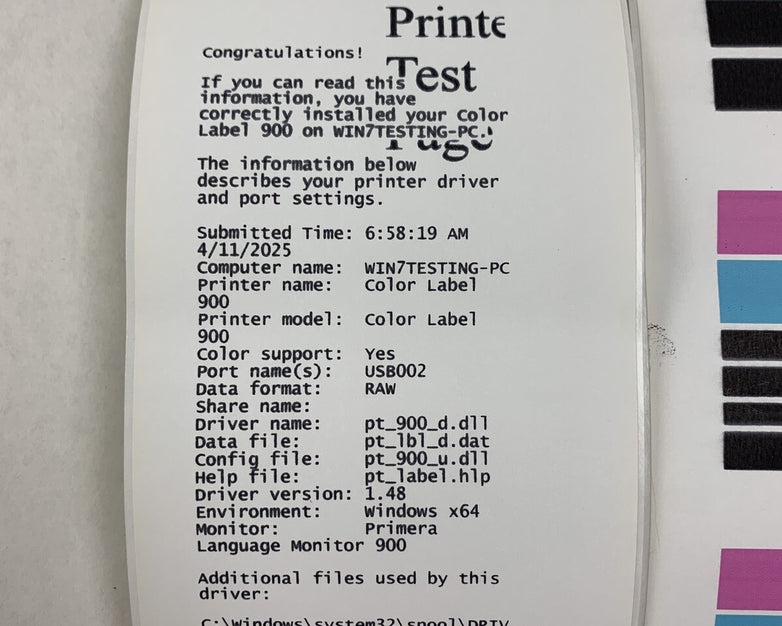 Printe
Congratulations!
Test
If you can read this
information, you have
correctly installed your Color
Label 900 on WIN7TESTING-PC.
Page
The information below
describes your printer driver
and port settings.
Submitted Time: 6:58:19 AM
4/11/2025
Computer name: WIN7TESTING-PC
Printer name: Color Label
900
Printer model: Color Label
900
Color support: Yes
Port name(s): USB002
Data format: RAW
Share name:
Driver name: pt_900_d.dll
Data file: pt_lbl_d.dat
Config file: pt_900_u.dll
Help file: pt_label.hlp
Driver version: 1.48
Environment: Windows x64
Monitor: Primera
Language Monitor 900
Additional files used by this
driver:
C:\Windows\system32\spool\DRIV